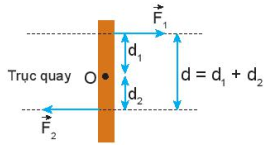 F⃗₁
d₁
Trục quay O
d = d₁ + d₂
d₂
F⃗₂